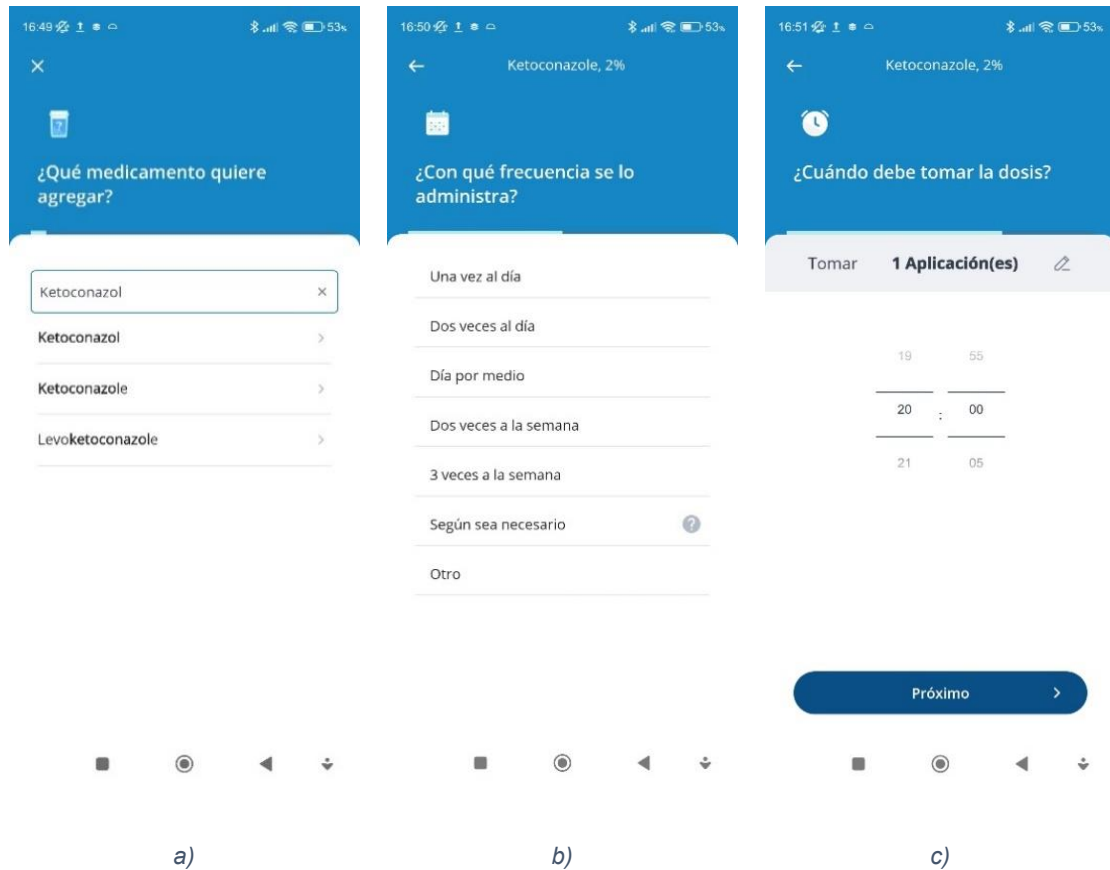 16:49
53%
¿Qué medicamento quiere
agregar?
Ketoconazol
Ketoconazol
Ketoconazole
Levoketoconazole
a)
16:50
53%
Ketoconazole, 2%
¿Con qué frecuencia se lo
administra?
Una vez al día
Dos veces al día
Día por medio
Dos veces a la semana
3 veces a la semana
Según sea necesario
Otro
b)
16:51
53%
Ketoconazole, 2%
¿Cuándo debe tomar la dosis?
Tomar 1 Aplicación(es)
19 55
20 : 00
21 05
Próximo
c)